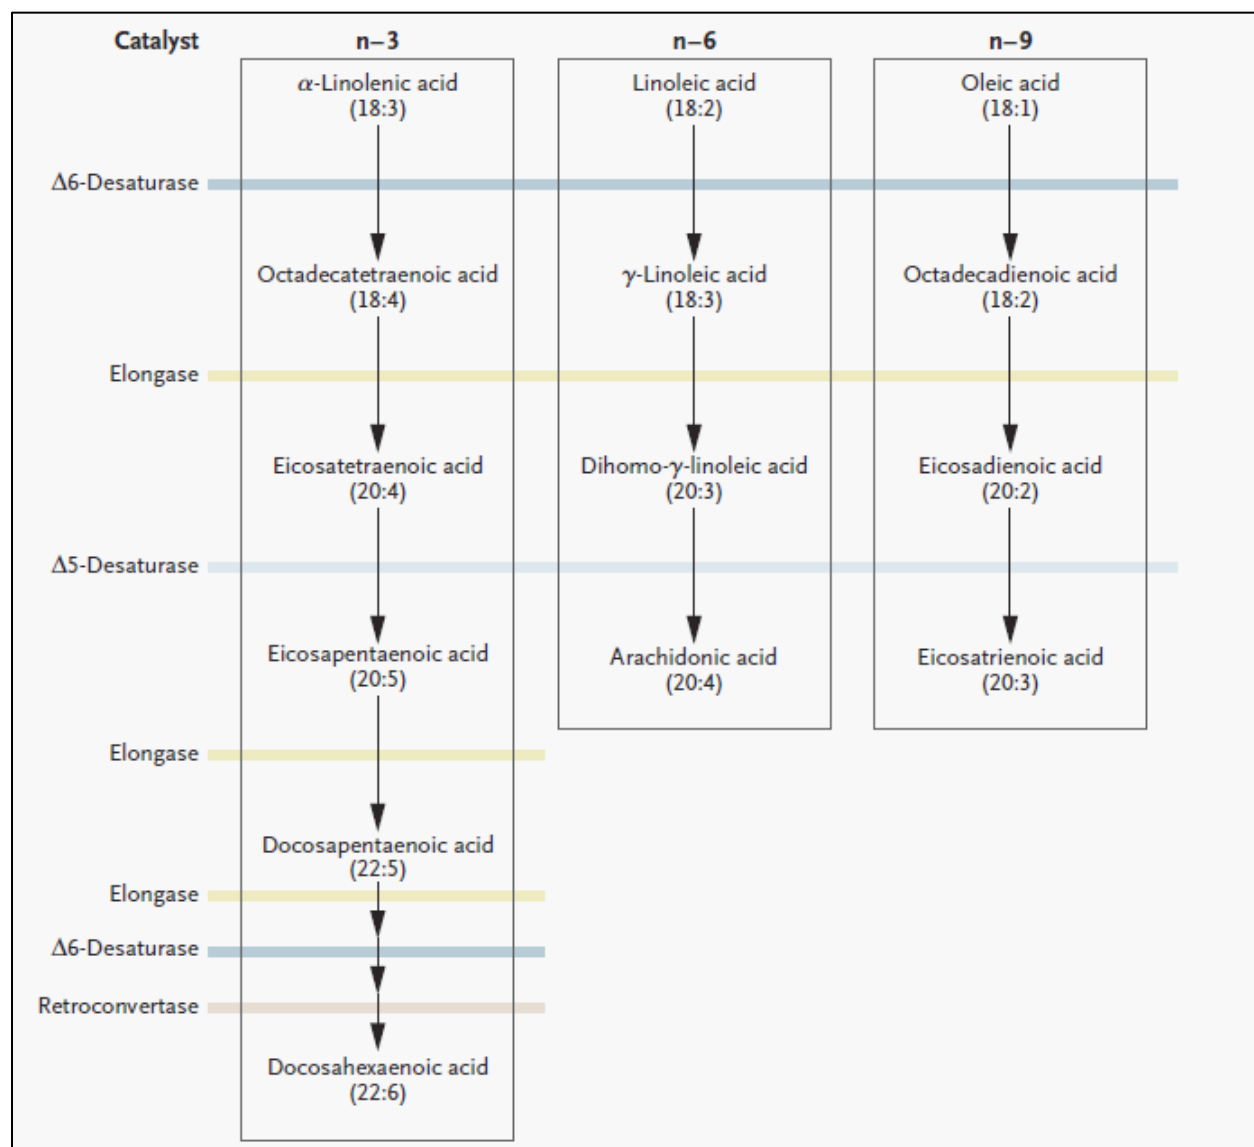 Catalyst n–3 n–6 n–9
α-Linolenic acid Linoleic acid Oleic acid
(18:3) (18:2) (18:1)
Δ6-Desaturase
Octadecatetraenoic acid γ-Linoleic acid Octadecadienoic acid
(18:4) (18:3) (18:2)
Elongase
Eicosatetraenoic acid Dihomo-γ-linoleic acid Eicosadienoic acid
(20:4) (20:3) (20:2)
Δ5-Desaturase
Eicosapentaenoic acid Arachidonic acid Eicosatrienoic acid
(20:5) (20:4) (20:3)
Elongase
Docosapentaenoic acid
(22:5)
Elongase
Δ6-Desaturase
Retroconvertase
Docosahexaenoic acid
(22:6)